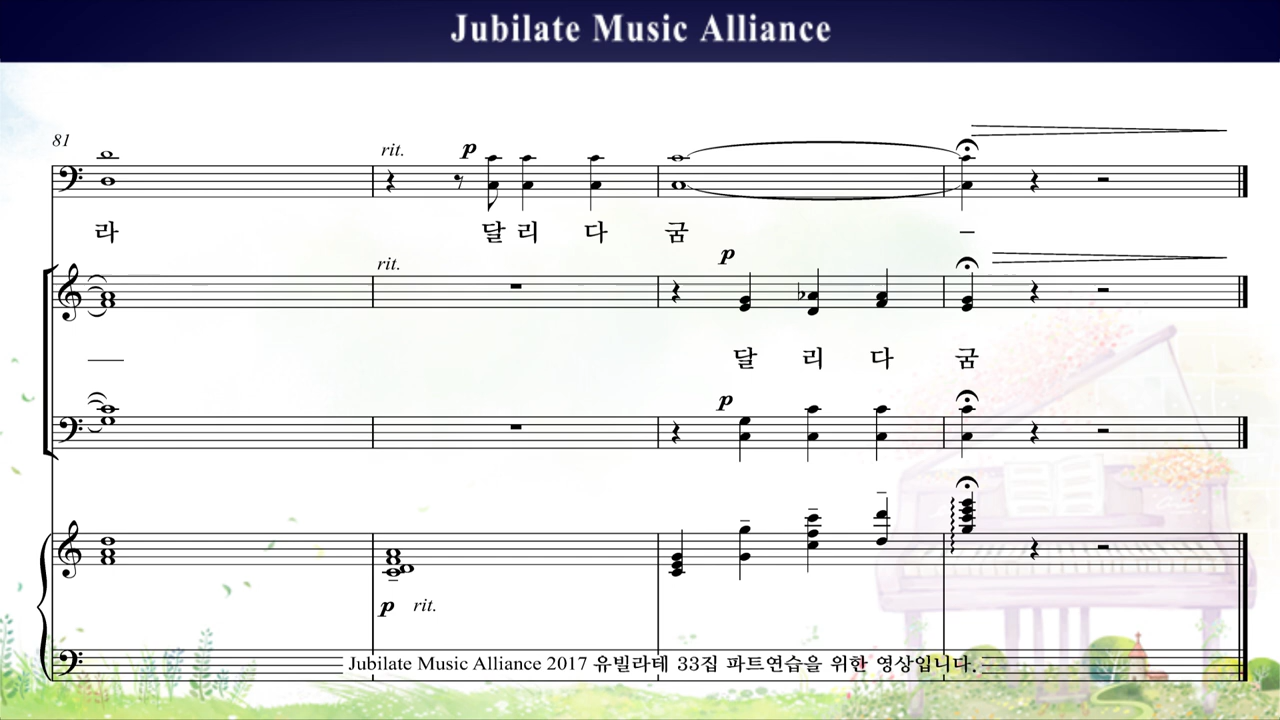 Jubilate Music Alliance
81
rit.
p
라 달 리 다 굼
rit.
p
달 리 다 굼
p
p rit.
Jubilate Music Alliance 2017 유빌라테 33집 파트연습을 위한 영상입니다.